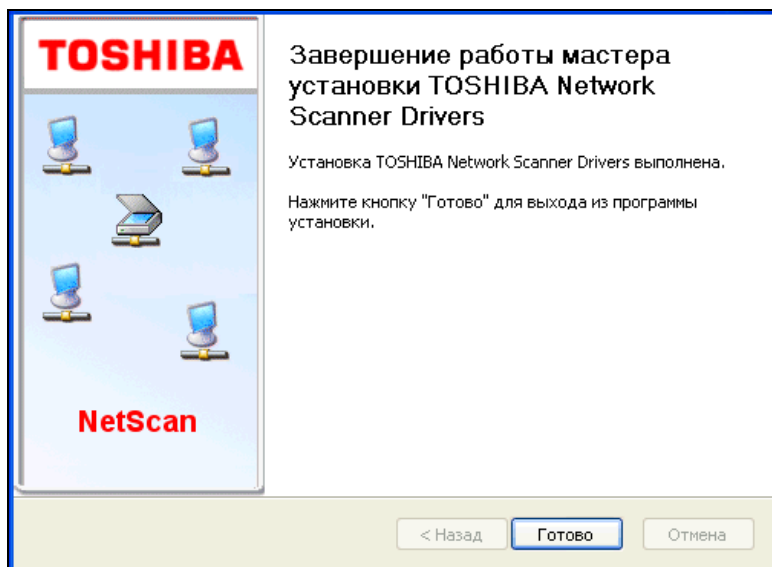 TOSHIBA
NetScan
Завершение работы мастера
установки TOSHIBA Network
Scanner Drivers
Установка TOSHIBA Network Scanner Drivers выполнена.
Нажмите кнопку "Готово" для выхода из программы
установки.
< Назад
Готово
Отмена